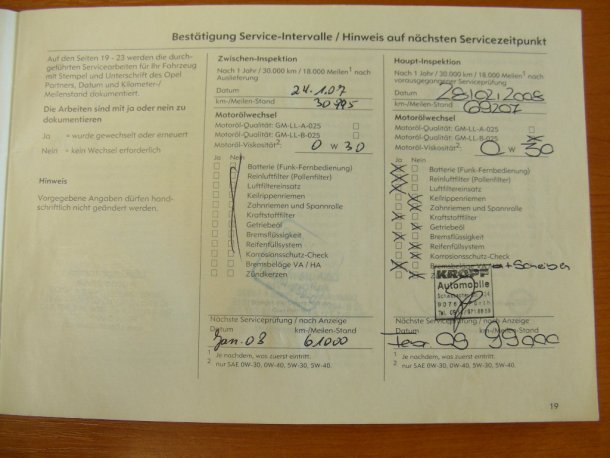 Bestätigung Service-Intervalle / Hinweis auf nächsten Servicezeitpunkt
Auf den Seiten 19 - 23 werden die durch-
geführten Servicearbeiten für Ihr Fahrzeug
mit Stempel und Unterschrift des Opel
Partners, Datum und Kilometer-/
Meilenstand dokumentiert.
Die Arbeiten sind mit ja oder nein zu
dokumentieren
Ja = wurde gewechselt oder erneuert
Nein = kein Wechsel erforderlich
Hinweis
Vorgegebene Angaben dürfen hand-
schriftlich nicht geändert werden.
Zwischen-Inspektion
Nach 1 Jahr / 30.000 km / 18.000 Meilen1 nach
Auslieferung
Datum 24.1.07
km-/Meilen-Stand 30995
Motorölwechsel
Motoröl-Qualität: GM-LL-A-025
Motoröl-Qualität: GM-LL-B-025
Motoröl-Viskosität2: 0 W 30
Ja Nein
Batterie (Funk-Fernbedienung)
Reinluftfilter (Pollenfilter)
Luftfiltereinsatz
Keilrippenriemen
Zahnriemen und Spannrolle
Kraftstofffilter
Getriebeöl
Bremsflüssigkeit
Reifenfüllsystem
Korrosionsschutz-Check
Bremsbeläge VA / HA
Zündkerzen
Nächste Serviceprüfung / nach Anzeige
Datum km-/Meilen-Stand
Jan. 08 61000
1 Je nachdem, was zuerst eintritt.
2 nur SAE 0W-30, 0W-40, 5W-30, 5W-40.
Haupt-Inspektion
Nach 1 Jahr / 30.000 km / 18.000 Meilen1 nach
vorausgegangener Serviceprüfung
Datum 28.02.2008
km-/Meilen-Stand 69207
Motorölwechsel
Motoröl-Qualität: GM-LL-A-025
Motoröl-Qualität: GM-LL-B-025
Motoröl-Viskosität2: 0 W 30
Ja Nein
Batterie (Funk-Fernbedienung)
Reinluftfilter (Pollenfilter)
Luftfiltereinsatz
Keilrippenriemen
Zahnriemen und Spannrolle
Kraftstofffilter
Getriebeöl
Bremsflüssigkeit
Reifenfüllsystem
Korrosionsschutz-Check
Bremsbeläge + Scheiben
KROPF
Automobile
Nächste Serviceprüfung / nach Anzeige
Datum km-/Meilen-Stand
09 99000
1 Je nachdem, was zuerst eintritt.
2 nur SAE 0W-30, 0W-40, 5W-30, 5W-40.
19